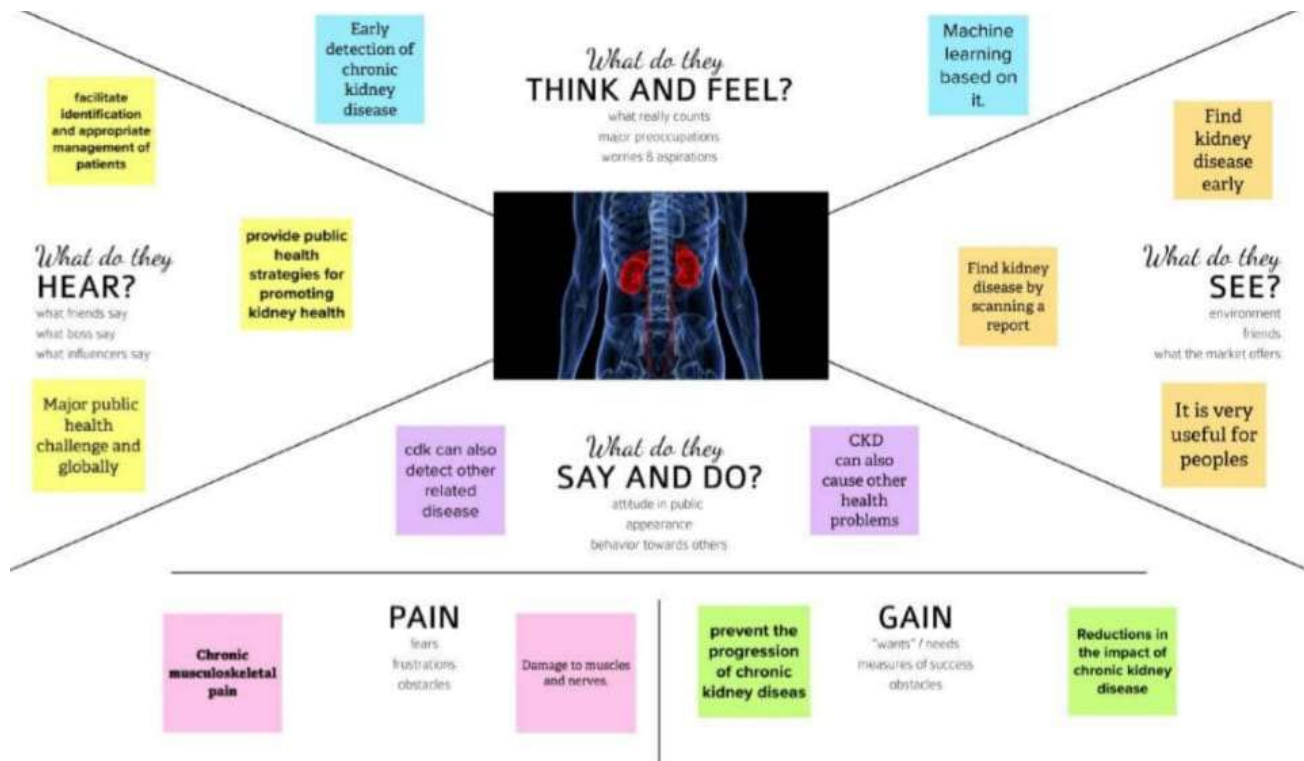 Early
detection of
chronic
kidney
disease
What do they
THINK AND FEEL?
what really counts
major preoccupations
worries & aspirations
Machine
learning
based on
it.
facilitate
identification
and appropriate
management of
patients
provide public
health
strategies for
promoting
kidney health
What do they
HEAR?
what friends say
what boss say
what influencers say
Major public
health
challenge and
globally
Find
kidney
disease
early
Find kidney
disease by
scanning a
report
What do they
SEE?
environment
friends
what the market offers
It is very
useful for
peoples
cdk can also
detect other
related
disease
What do they
SAY AND DO?
attitude in public
appearance
behavior towards others
CKD
can also
cause other
health
problems
Chronic
musculoskeletal
pain
PAIN
fears
frustrations
obstacles
Damage to muscles
and nerves.
prevent the
progression
of chronic
kidney diseas
GAIN
"wants" / needs
measures of success
obstacles
Reductions in
the impact of
chronic kidney
disease